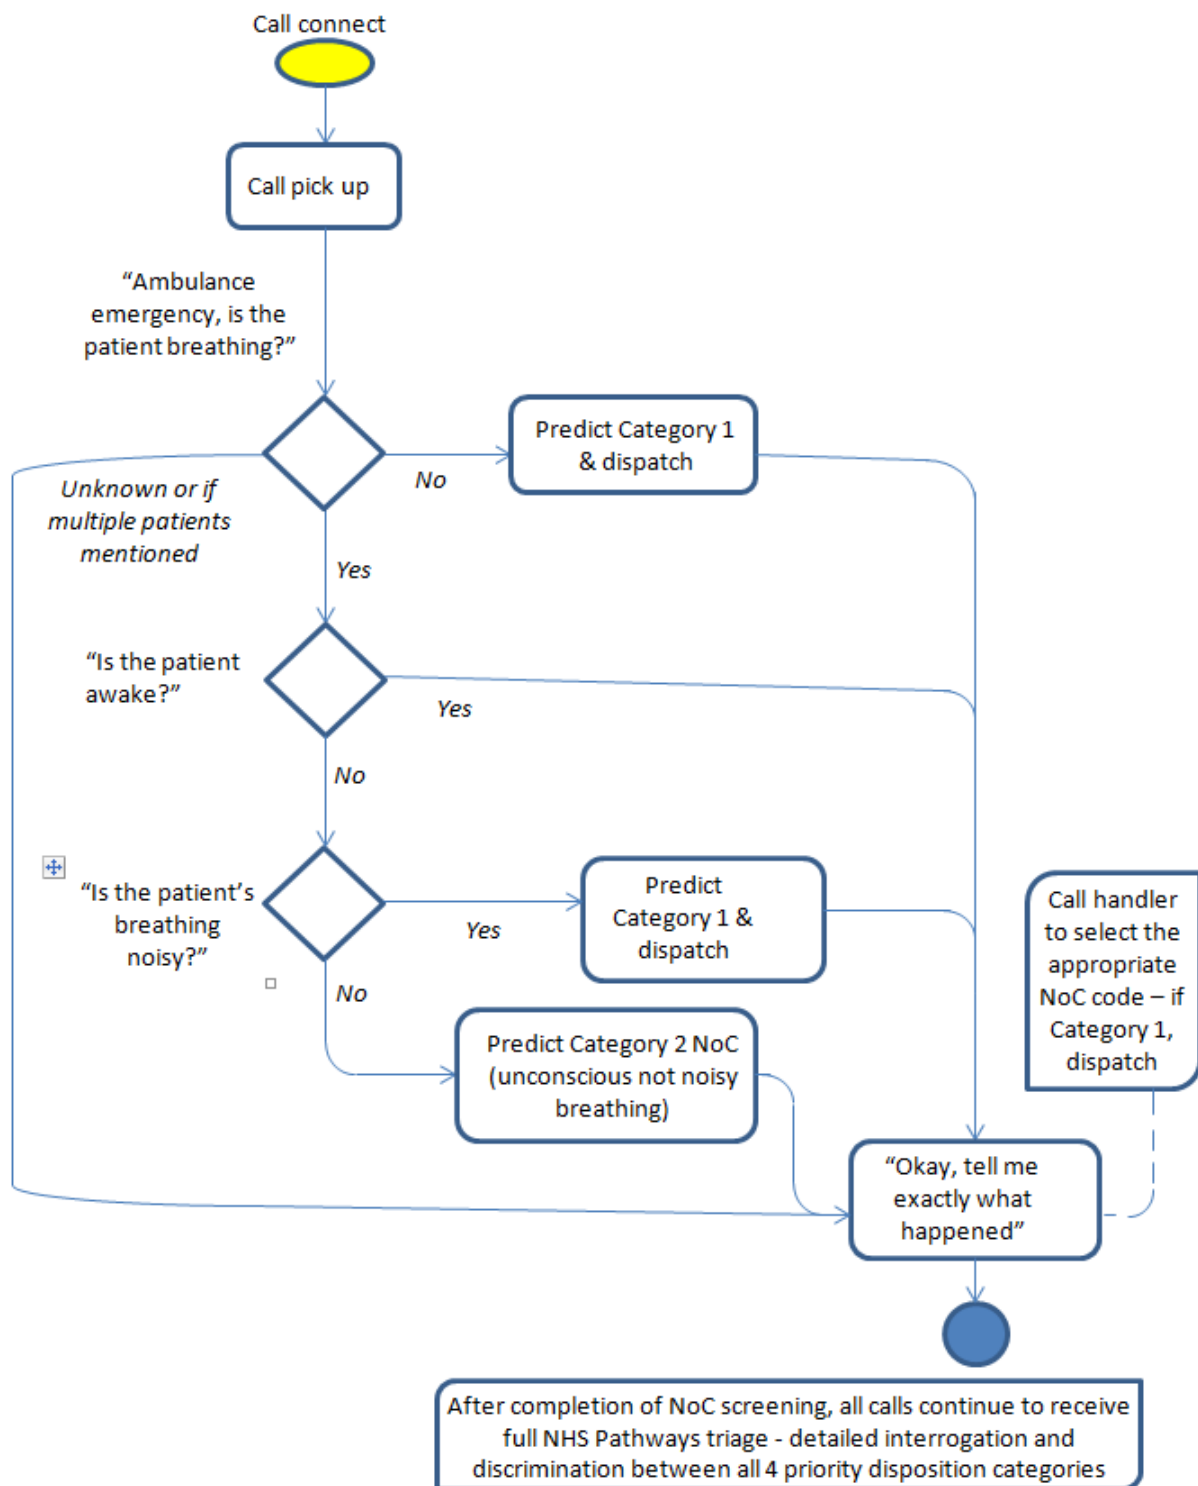 Call connect
Call pick up
“Ambulance
emergency, is the
patient breathing?”
Predict Category 1
& dispatch
No
Unknown or if
multiple patients
mentioned
Yes
“Is the patient
awake?”
Yes
No
“Is the patient’s
breathing
noisy?”
Yes
Predict
Category 1 &
dispatch
Call handler
to select the
appropriate
NoC code – if
Category 1,
dispatch
No
Predict Category 2 NoC
(unconscious not noisy
breathing)
“Okay, tell me
exactly what
happened”
After completion of NoC screening, all calls continue to receive
full NHS Pathways triage - detailed interrogation and
discrimination between all 4 priority disposition categories